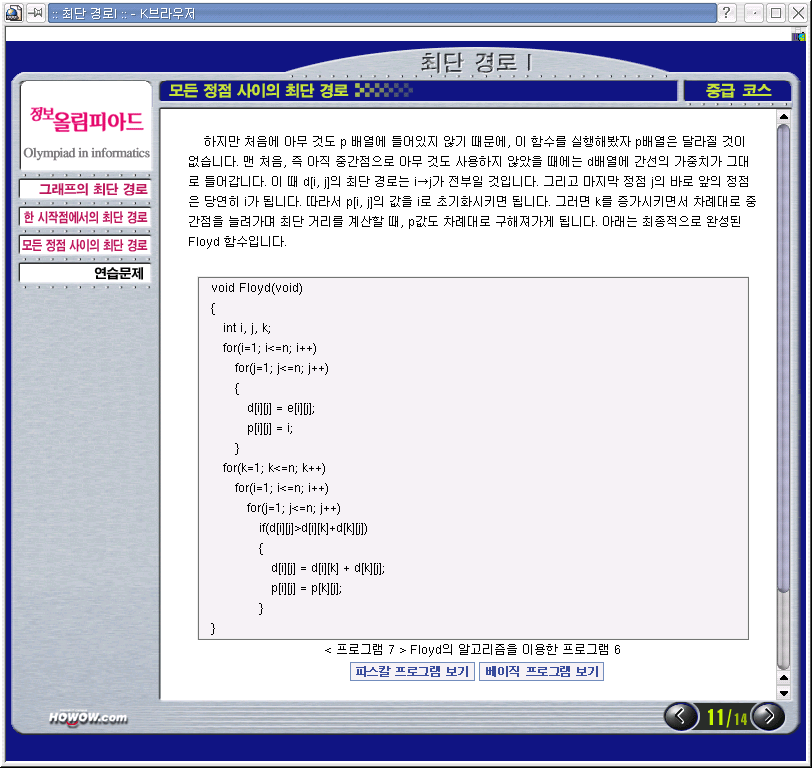 :: 최단 경로I :: - K브라우저
최단 경로 I
모든 정점 사이의 최단 경로
중급 코스
정보올림피아드
Olympiad in informatics
그래프의 최단 경로
한 시작점에서의 최단 경로
모든 정점 사이의 최단 경로
연습문제
하지만 처음에 아무 것도 p 배열에 들어있지 않기 때문에, 이 함수를 실행해봤자 p배열은 달라질 것이
없습니다. 맨 처음, 즉 아직 중간점으로 아무 것도 사용하지 않았을 때에는 d배열에 간선의 가중치가 그대
로 들어갑니다. 이 때 d[i, j]의 최단 경로는 i→j가 전부일 것입니다. 그리고 마지막 정점 j의 바로 앞의 정점
은 당연히 i가 됩니다. 따라서 p[i, j]의 값을 i로 초기화시키면 됩니다. 그러면 k를 증가시키면서 차례대로 중
간점을 늘려가며 최단 거리를 계산할 때, p값도 차례대로 구해져가게 됩니다. 아래는 최종적으로 완성된
Floyd 함수입니다.
void Floyd(void)
{
int i, j, k;
for(i=1; i<=n; i++)
for(j=1; j<=n; j++)
{
d[i][j] = e[i][j];
p[i][j] = i;
}
for(k=1; k<=n; k++)
for(i=1; i<=n; i++)
for(j=1; j<=n; j++)
if(d[i][j]>d[i][k]+d[k][j])
{
d[i][j] = d[i][k] + d[k][j];
p[i][j] = p[k][j];
}
}
< 프로그램 7 > Floyd의 알고리즘을 이용한 프로그램 6
파스칼 프로그램 보기
베이직 프로그램 보기
HOWOW.com
11/14